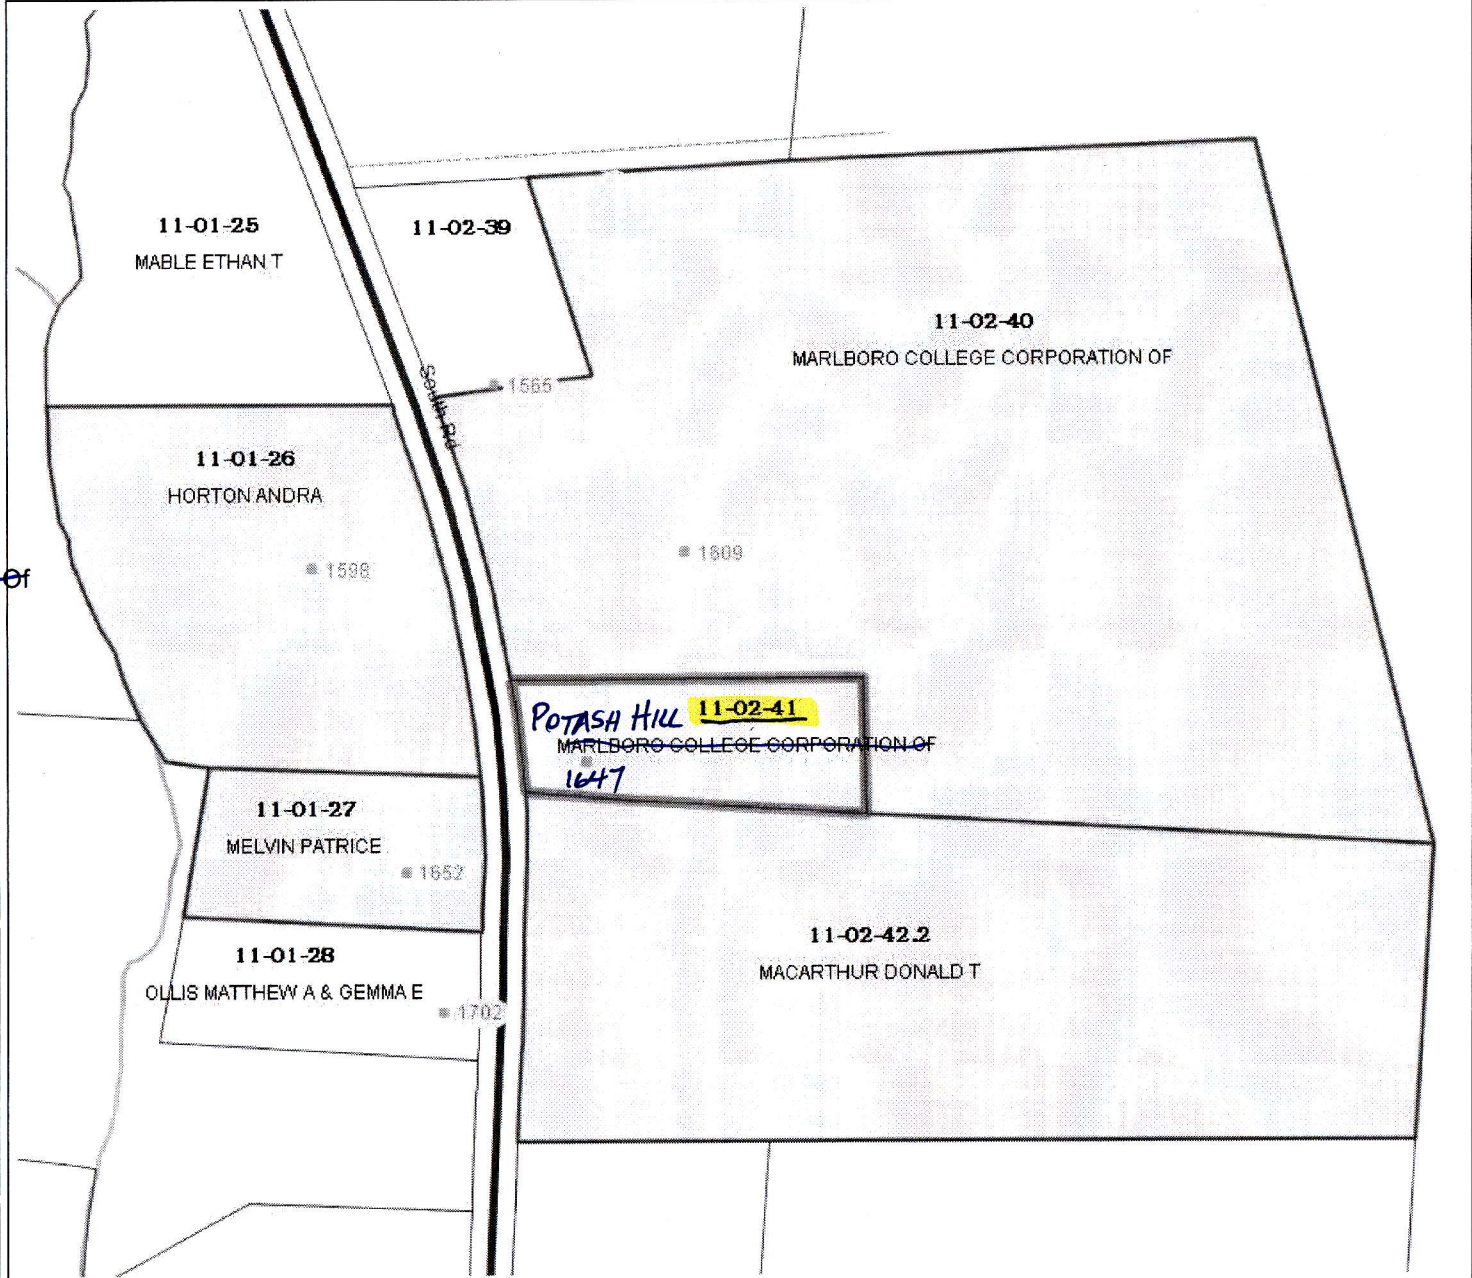 11-01-25
MABLE ETHAN T
11-02-39
11-02-40
MARLBORO COLLEGE CORPORATION OF
South Rd
1565
11-01-26
HORTON ANDRA
1598
1609
Of
POTASH HILL 11-02-41
MARLBORO COLLEGE CORPORATION OF
1647
11-01-27
MELVIN PATRICE
1652
11-02-42.2
MACARTHUR DONALD T
11-01-28
OLLIS MATTHEW A & GEMMA E
1702